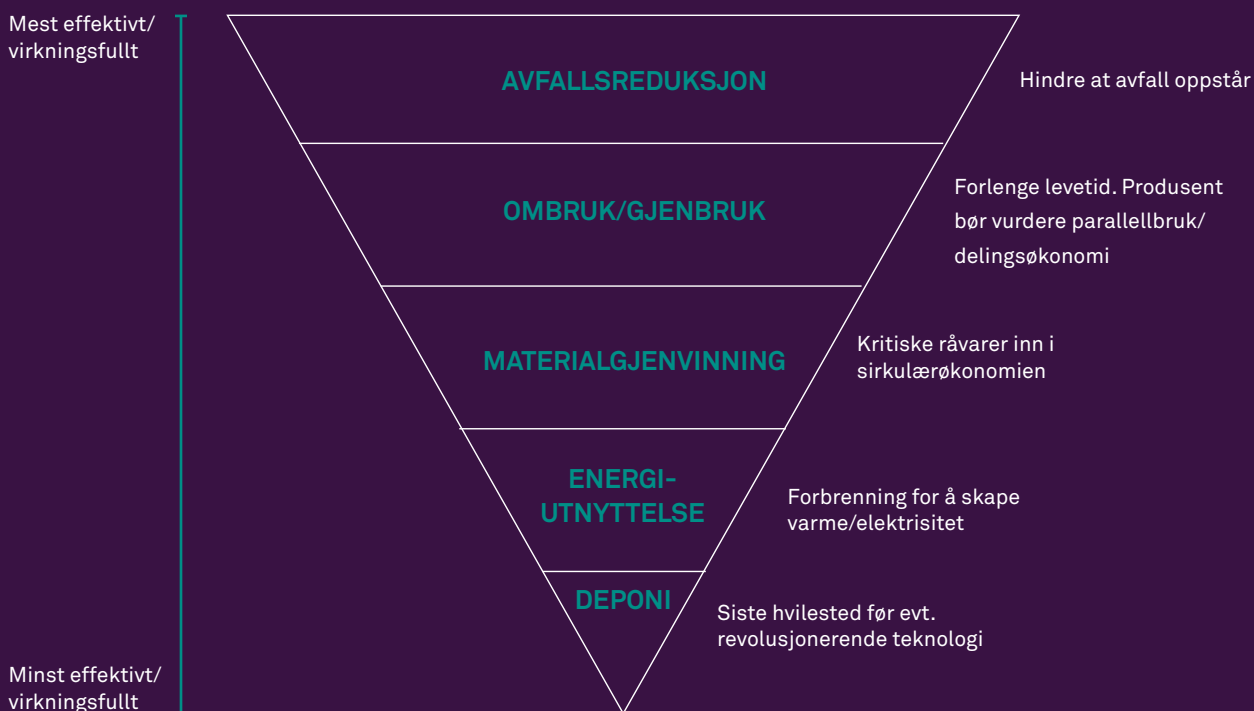 Mest effektivt/
virkningsfullt
AVFALLSREDUKSJON
Hindre at avfall oppstår
OMBRUK/GJENBRUK
Forlenge levetid. Produsent
bør vurdere parallellbruk/
delingsøkonomi
MATERIALGJENVINNING
Kritiske råvarer inn i
sirkulærøkonomien
ENERGI-
UTNYTTELSE
Forbrenning for å skape
varme/elektrisitet
DEPONI
Siste hvilested før evt.
revolusjonerende teknologi
Minst effektivt/
virkningsfullt